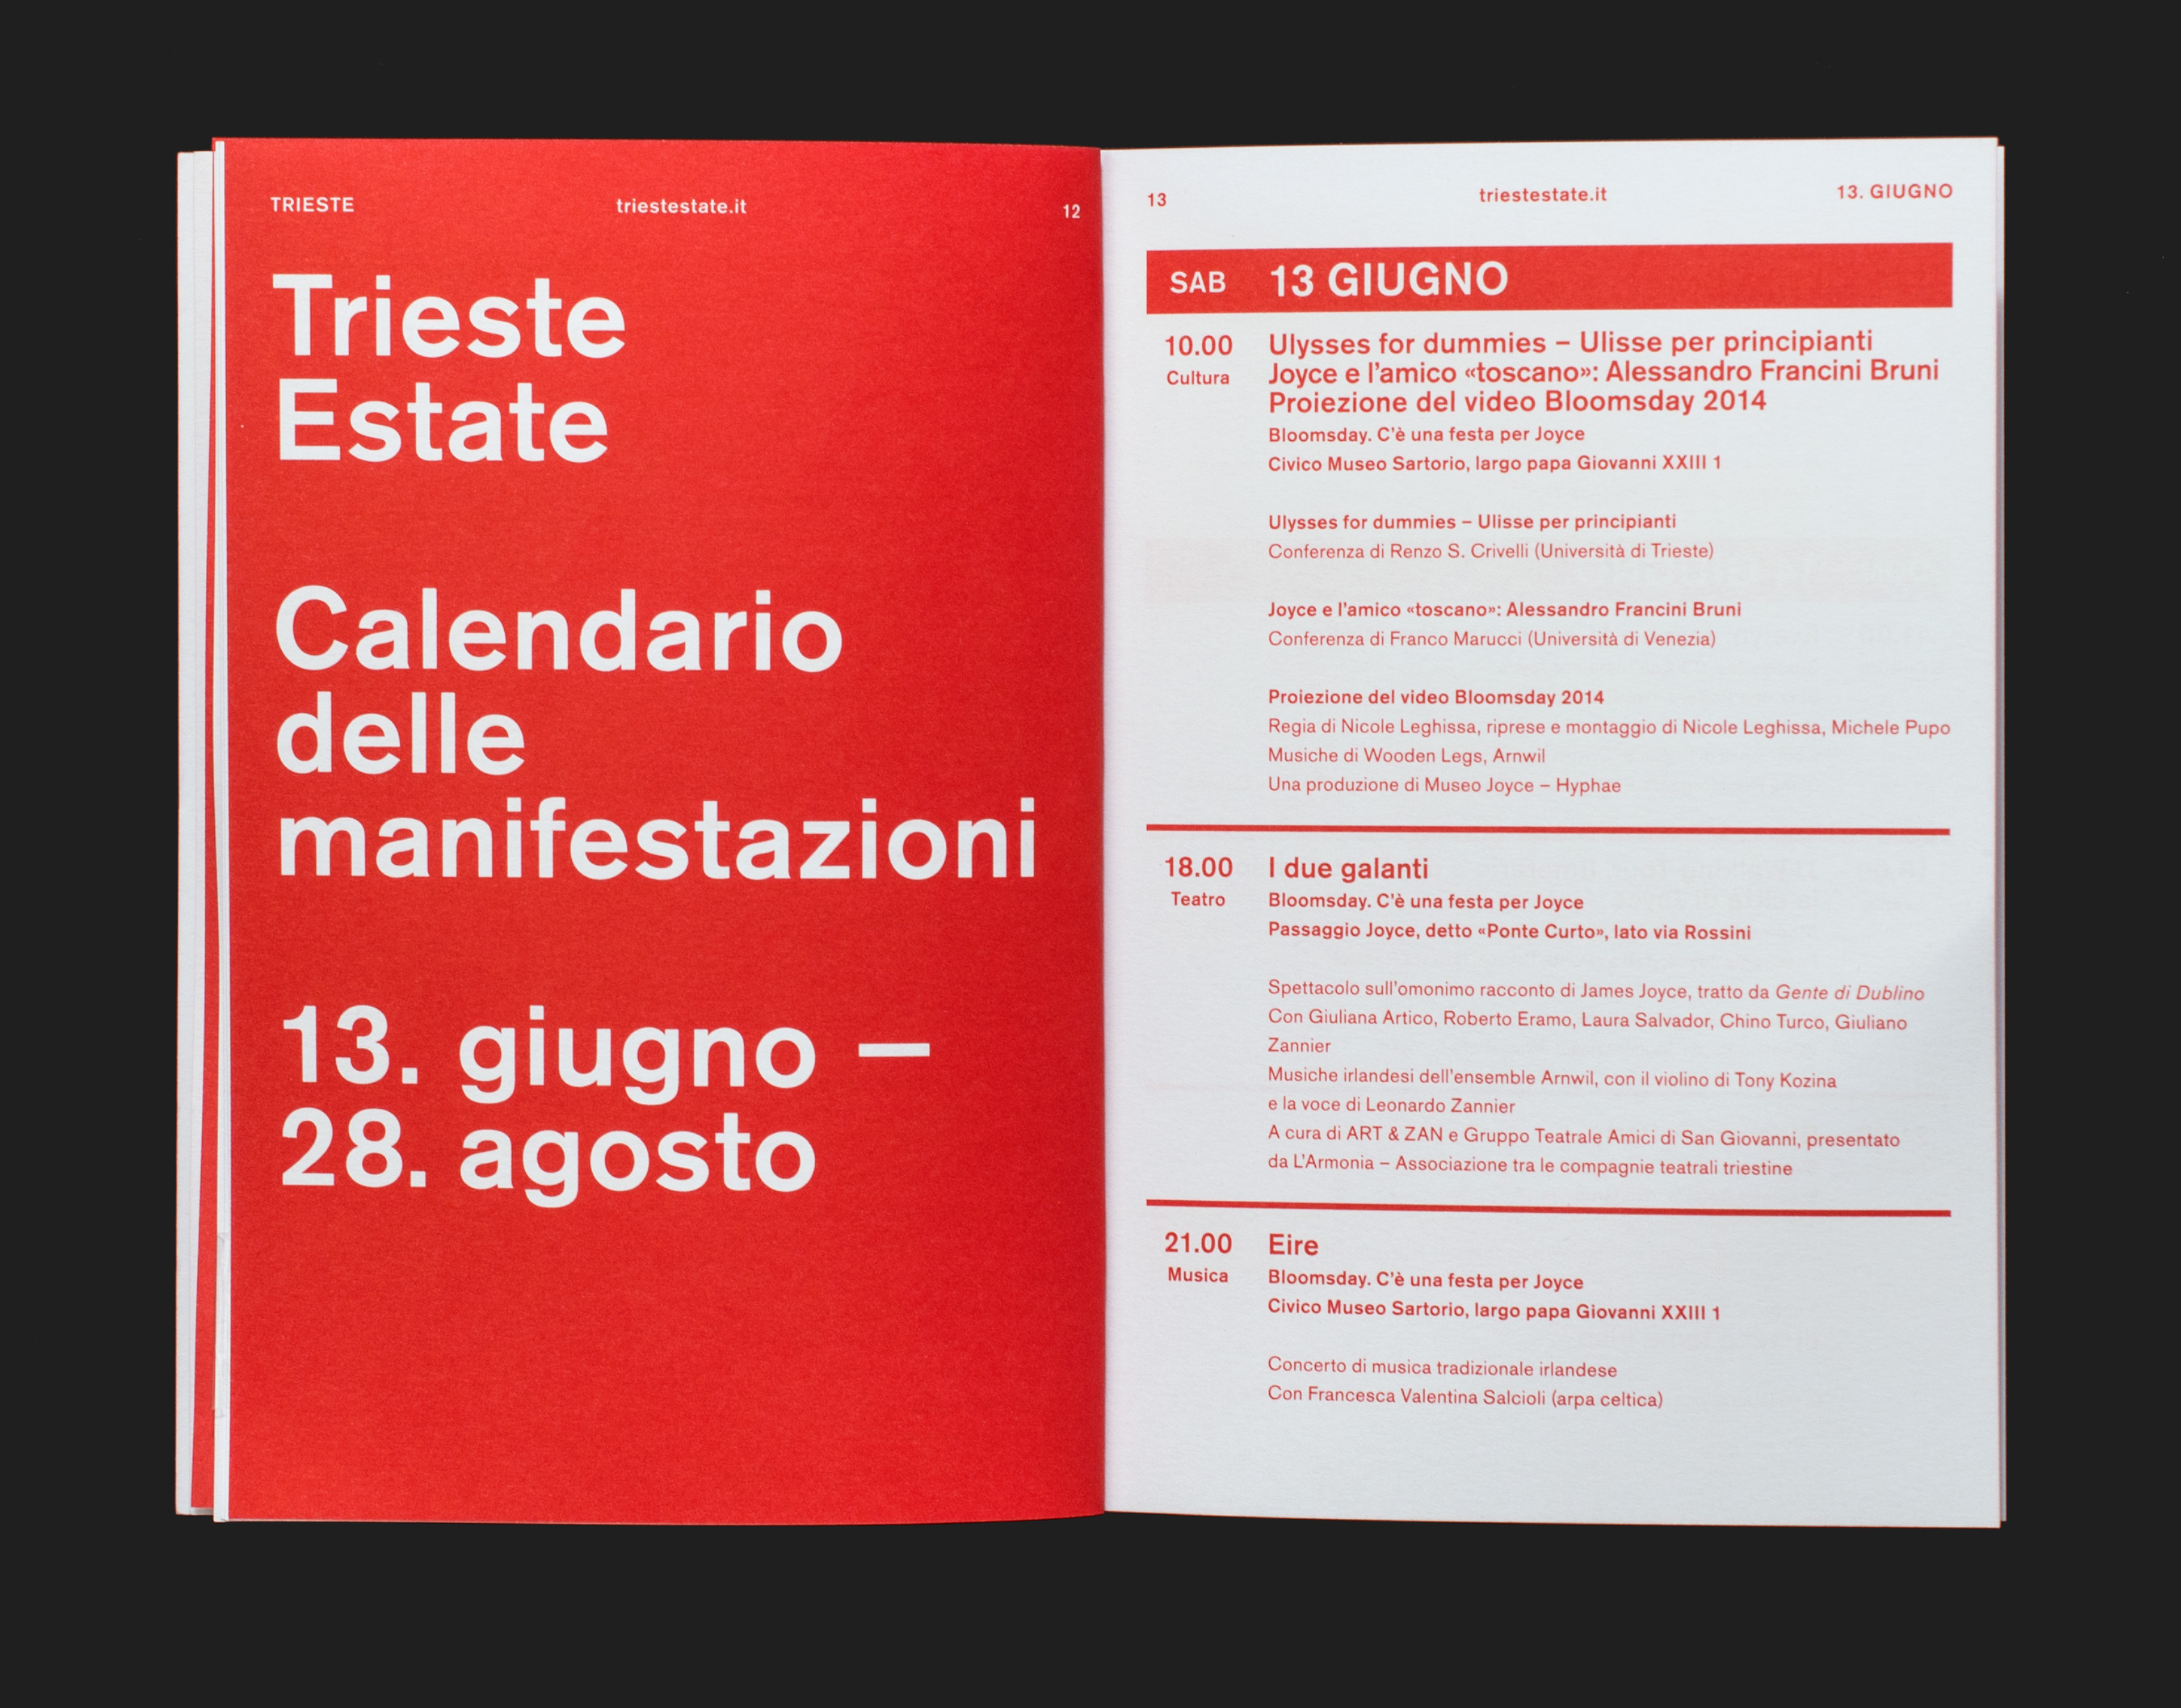 TRIESTE
triestestate.it
12
Trieste
Estate
Calendario
delle
manifestazioni
13. giugno –
28. agosto
13
triestestate.it
13. GIUGNO
SAB 13 GIUGNO
10.00 Ulysses for dummies – Ulisse per principianti
Cultura Joyce e l'amico «toscano»: Alessandro Francini Bruni
Proiezione del video Bloomsday 2014
Bloomsday. C'è una festa per Joyce
Civico Museo Sartorio, largo papa Giovanni XXIII 1
Ulysses for dummies – Ulisse per principianti
Conferenza di Renzo S. Crivelli (Università di Trieste)
Joyce e l'amico «toscano»: Alessandro Francini Bruni
Conferenza di Franco Marucci (Università di Venezia)
Proiezione del video Bloomsday 2014
Regia di Nicole Leghissa, riprese e montaggio di Nicole Leghissa, Michele Pupo
Musiche di Wooden Legs, Arnwil
Una produzione di Museo Joyce – Hyphae
18.00 I due galanti
Teatro Bloomsday. C'è una festa per Joyce
Passaggio Joyce, detto «Ponte Curto», lato via Rossini
Spettacolo sull'omonimo racconto di James Joyce, tratto da Gente di Dublino
Con Giuliana Artico, Roberto Eramo, Laura Salvador, Chino Turco, Giuliano
Zannier
Musiche irlandesi dell'ensemble Arnwil, con il violino di Tony Kozina
e la voce di Leonardo Zannier
A cura di ART & ZAN e Gruppo Teatrale Amici di San Giovanni, presentato
da L'Armonia – Associazione tra le compagnie teatrali triestine
21.00 Eire
Musica Bloomsday. C'è una festa per Joyce
Civico Museo Sartorio, largo papa Giovanni XXIII 1
Concerto di musica tradizionale irlandese
Con Francesca Valentina Salcioli (arpa celtica)